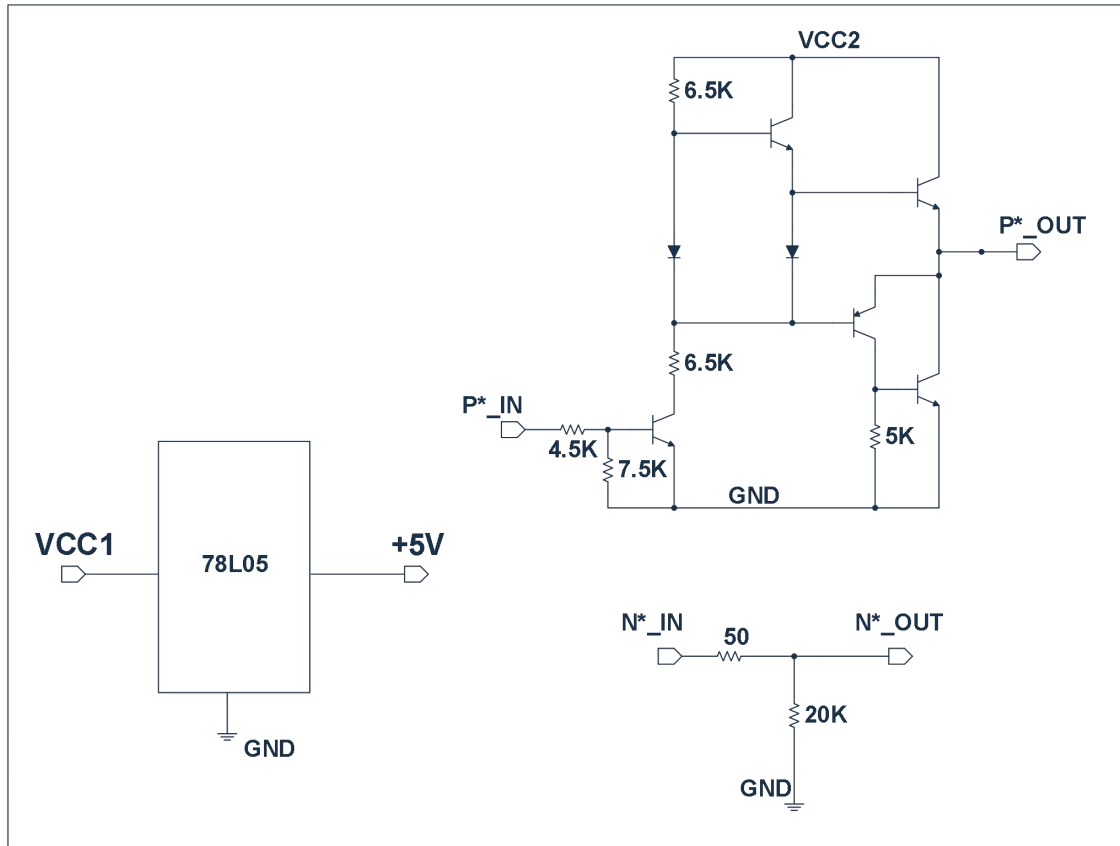 VCC2
6.5K
P*_OUT
6.5K
P*_IN
4.5K
7.5K
5K
GND
VCC1
78L05
+5V
GND
N*_IN
50
N*_OUT
20K
GND